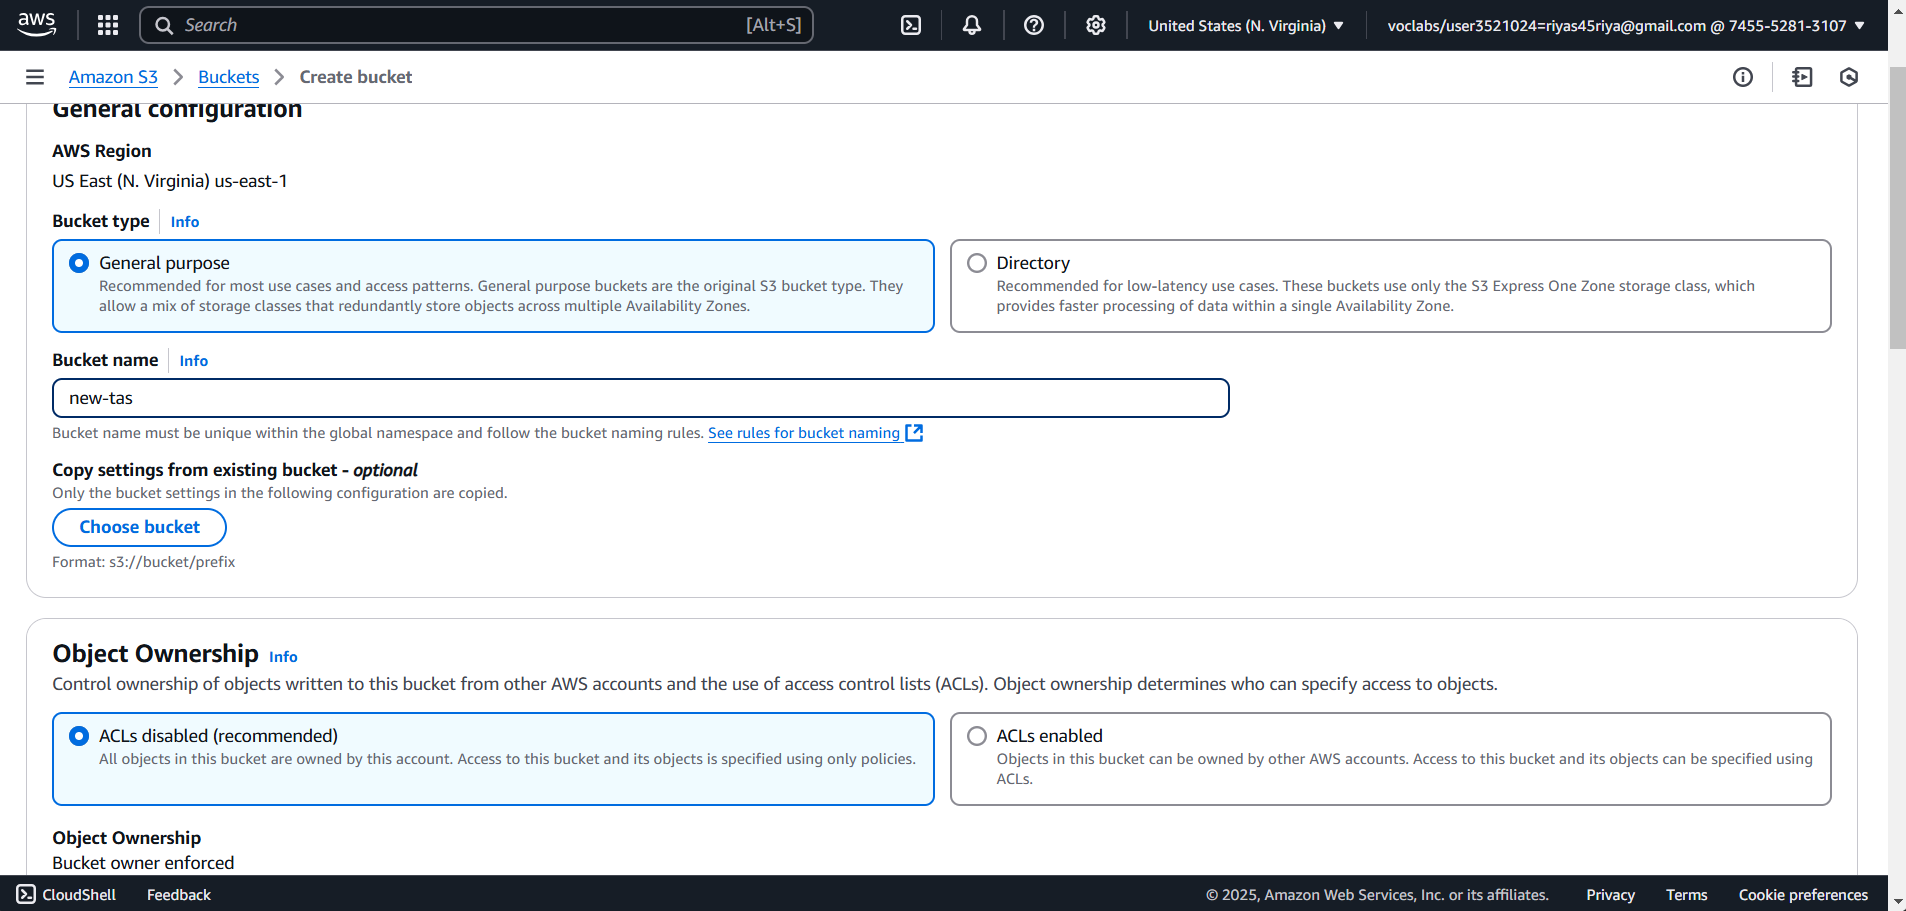 aws
Search [Alt+S]
United States (N. Virginia)
voclabs/user3521024=riyas45riya@gmail.com @ 7455-5281-3107
Amazon S3 > Buckets > Create bucket
General configuration
AWS Region
US East (N. Virginia) us-east-1
Bucket type Info
General purpose
Recommended for most use cases and access patterns. General purpose buckets are the original S3 bucket type. They
allow a mix of storage classes that redundantly store objects across multiple Availability Zones.
Directory
Recommended for low-latency use cases. These buckets use only the S3 Express One Zone storage class, which
provides faster processing of data within a single Availability Zone.
Bucket name Info
new-tas
Bucket name must be unique within the global namespace and follow the bucket naming rules. See rules for bucket naming
Copy settings from existing bucket - optional
Only the bucket settings in the following configuration are copied.
Choose bucket
Format: s3://bucket/prefix
Object Ownership Info
Control ownership of objects written to this bucket from other AWS accounts and the use of access control lists (ACLs). Object ownership determines who can specify access to objects.
ACLs disabled (recommended)
All objects in this bucket are owned by this account. Access to this bucket and its objects is specified using only policies.
ACLs enabled
Objects in this bucket can be owned by other AWS accounts. Access to this bucket and its objects can be specified using
ACLs.
Object Ownership
Bucket owner enforced
CloudShell Feedback
© 2025, Amazon Web Services, Inc. or its affiliates. Privacy Terms Cookie preferences